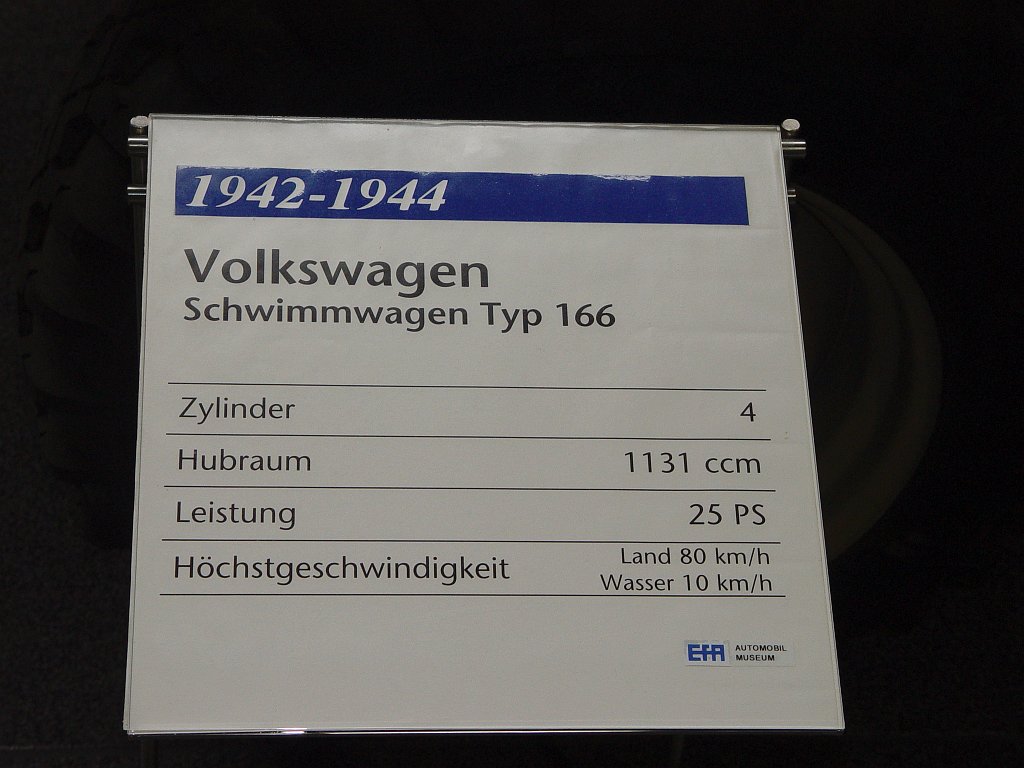 1942-1944
Volkswagen
Schwimmwagen Typ 166
Zylinder 4
Hubraum 1131 ccm
Leistung 25 PS
Höchstgeschwindigkeit Land 80 km/h
Wasser 10 km/h
EFA AUTOMOBIL
MUSEUM